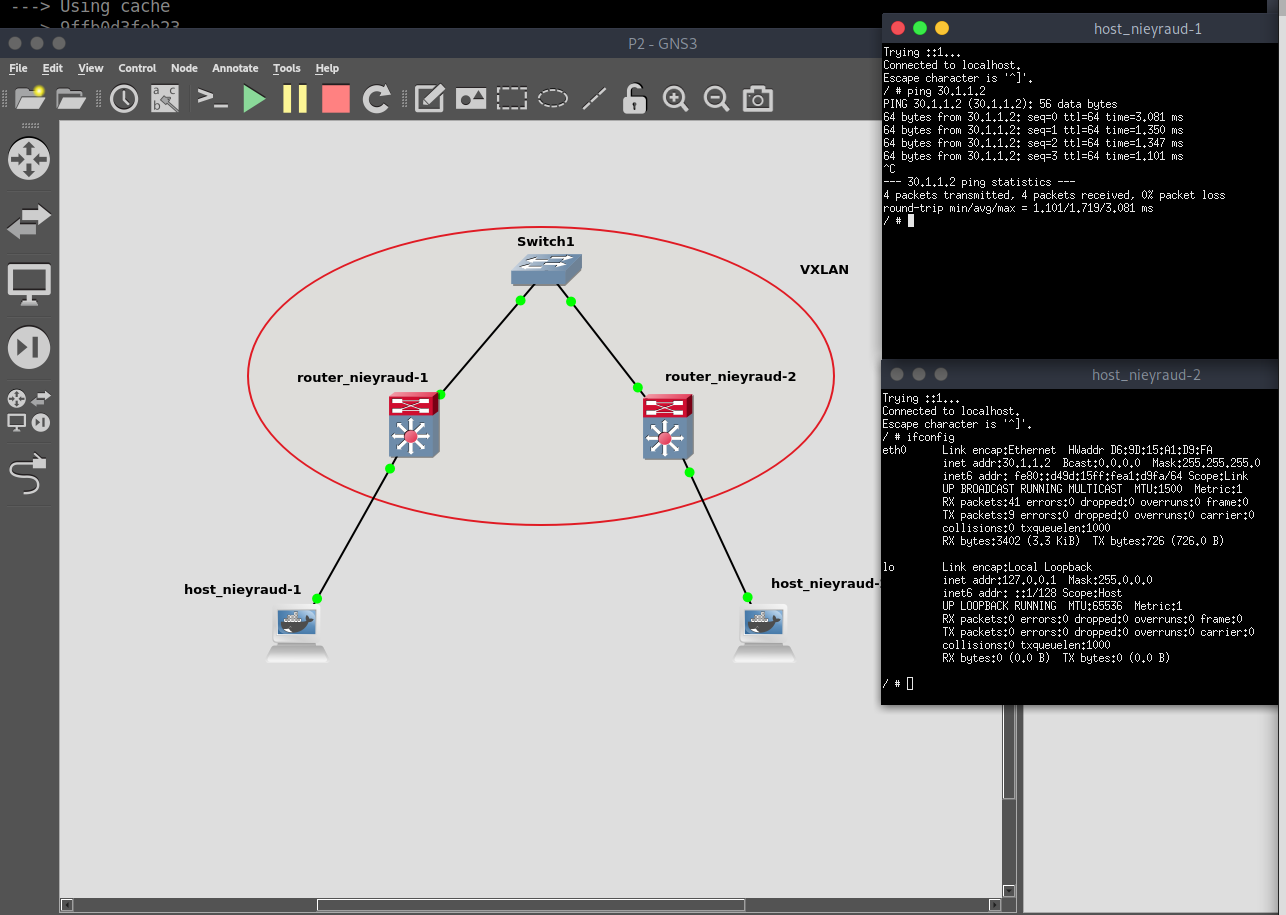 ---> Using cache
P2 - GNS3
File Edit View Control Node Annotate Tools Help
Switch1
VXLAN
router_nieyraud-1
router_nieyraud-2
host_nieyraud-1
host_nieyraud-
host_nieyraud-1
Trying ::1...
Connected to localhost.
Escape character is '^]'.
/ # ping 30.1.1.2
PING 30.1.1.2 (30.1.1.2): 56 data bytes
64 bytes from 30.1.1.2: seq=0 ttl=64 time=3.081 ms
64 bytes from 30.1.1.2: seq=1 ttl=64 time=1.350 ms
64 bytes from 30.1.1.2: seq=2 ttl=64 time=1.347 ms
64 bytes from 30.1.1.2: seq=3 ttl=64 time=1.101 ms
^C
--- 30.1.1.2 ping statistics ---
4 packets transmitted, 4 packets received, 0% packet loss
round-trip min/avg/max = 1.101/1.719/3.081 ms
/ #
host_nieyraud-2
Trying ::1...
Connected to localhost.
Escape character is '^]'.
/ # ifconfig
eth0 Link encap:Ethernet HWaddr D6:9D:15:A1:D9:FA
inet addr:30.1.1.2 Bcast:0.0.0.0 Mask:255.255.255.0
inet6 addr: fe80::d49d:15ff:fea1:d9fa/64 Scope:Link
UP BROADCAST RUNNING MULTICAST MTU:1500 Metric:1
RX packets:41 errors:0 dropped:0 overruns:0 frame:0
TX packets:9 errors:0 dropped:0 overruns:0 carrier:0
collisions:0 txqueuelen:1000
RX bytes:3402 (3.3 KiB) TX bytes:726 (726.0 B)
lo Link encap:Local Loopback
inet addr:127.0.0.1 Mask:255.0.0.0
inet6 addr: ::1/128 Scope:Host
UP LOOPBACK RUNNING MTU:65536 Metric:1
RX packets:0 errors:0 dropped:0 overruns:0 frame:0
TX packets:0 errors:0 dropped:0 overruns:0 carrier:0
collisions:0 txqueuelen:1000
RX bytes:0 (0.0 B) TX bytes:0 (0.0 B)
/ #